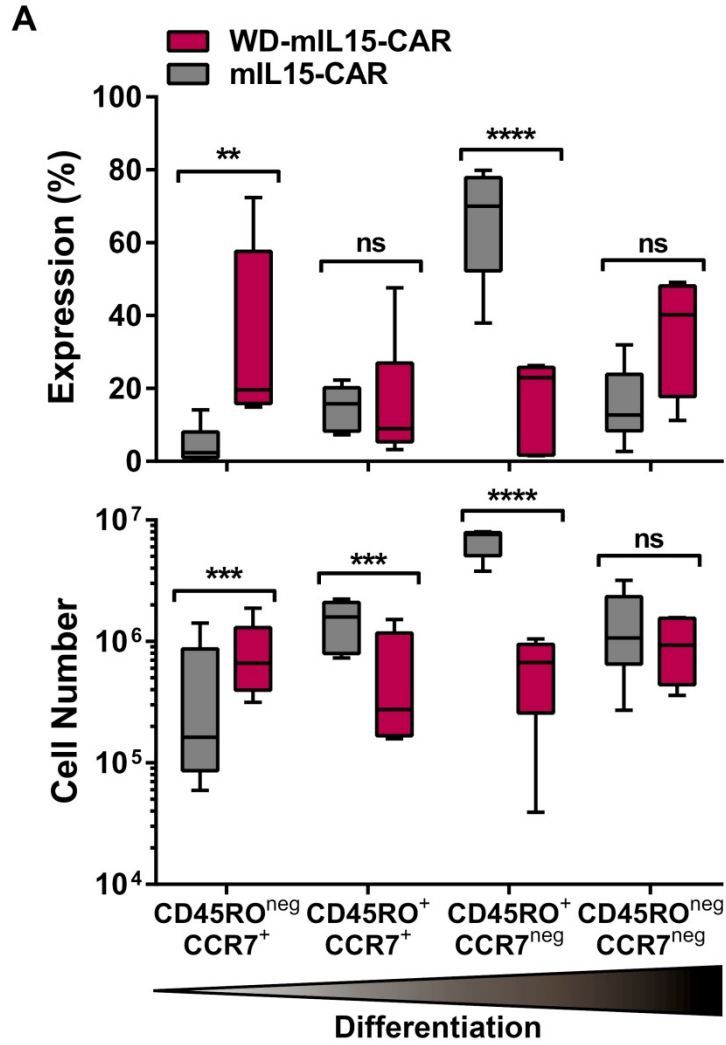 A
WD-mIL15-CAR
mIL15-CAR
Expression (%)
100
80
60
40
20
0
**
ns
****
ns
Cell Number
10⁷
10⁶
10⁵
10⁴
***
***
****
ns
CD45RO^neg CD45RO⁺ CD45RO⁺ CD45RO^neg
CCR7⁺ CCR7⁺ CCR7^neg CCR7^neg
Differentiation